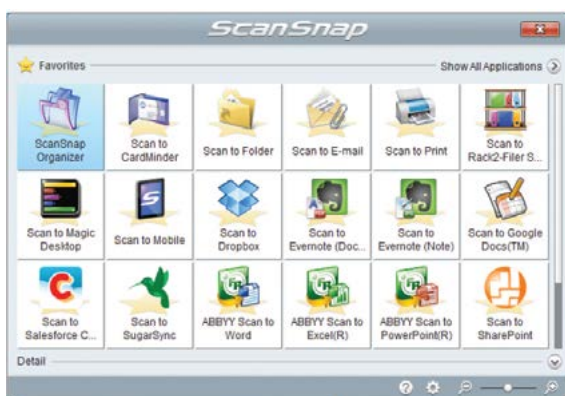 ScanSnap
Favorites
Show All Applications
ScanSnap
Organizer
Scan to
CardMinder
Scan to Folder
Scan to E-mail
Scan to Print
Scan to
Rack2-Filer S...
Scan to Magic
Desktop
Scan to Mobile
Scan to
Dropbox
Scan to
Evernote (Doc...
Scan to
Evernote (Note)
Scan to Google
Docs(TM)
Scan to
Salesforce C...
Scan to
SugarSync
ABBYY Scan to
Word
ABBYY Scan to
Excel(R)
ABBYY Scan to
PowerPoint(R)
Scan to
SharePoint
Detail